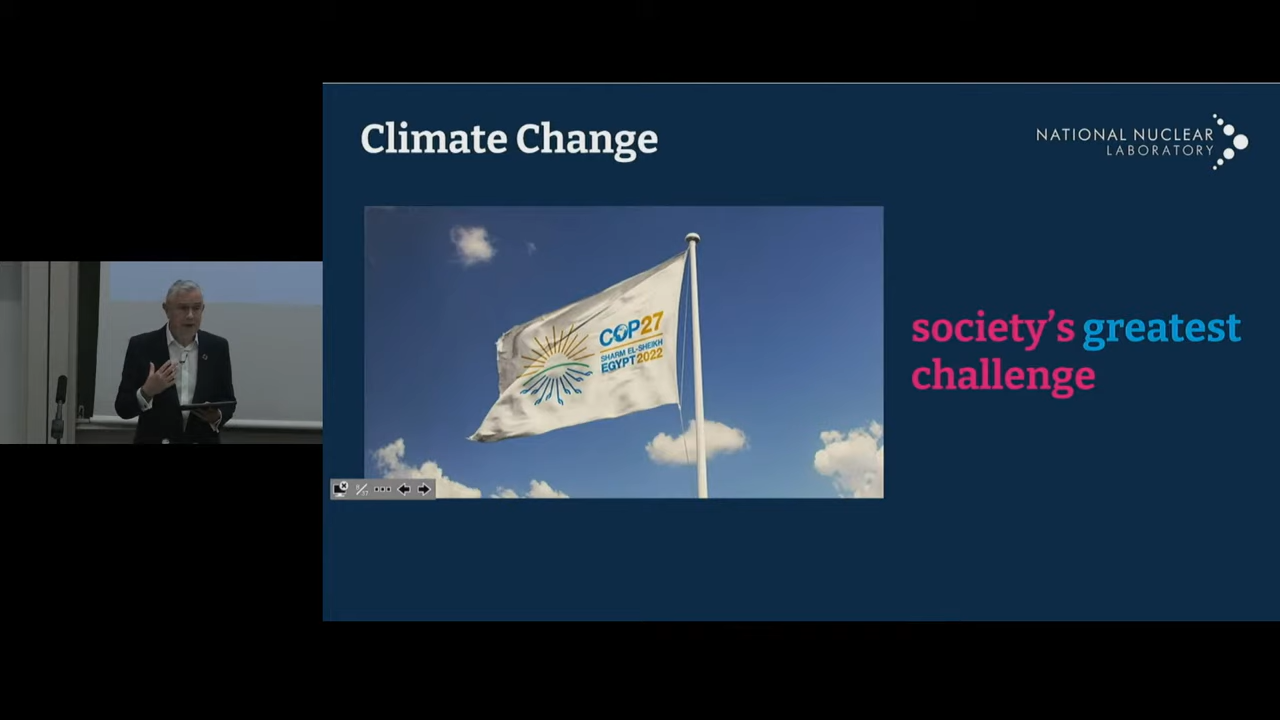 Climate Change
NATIONAL NUCLEAR
LABORATORY
COP27
SHARM EL-SHEIKH
EGYPT 2022
society's greatest
challenge